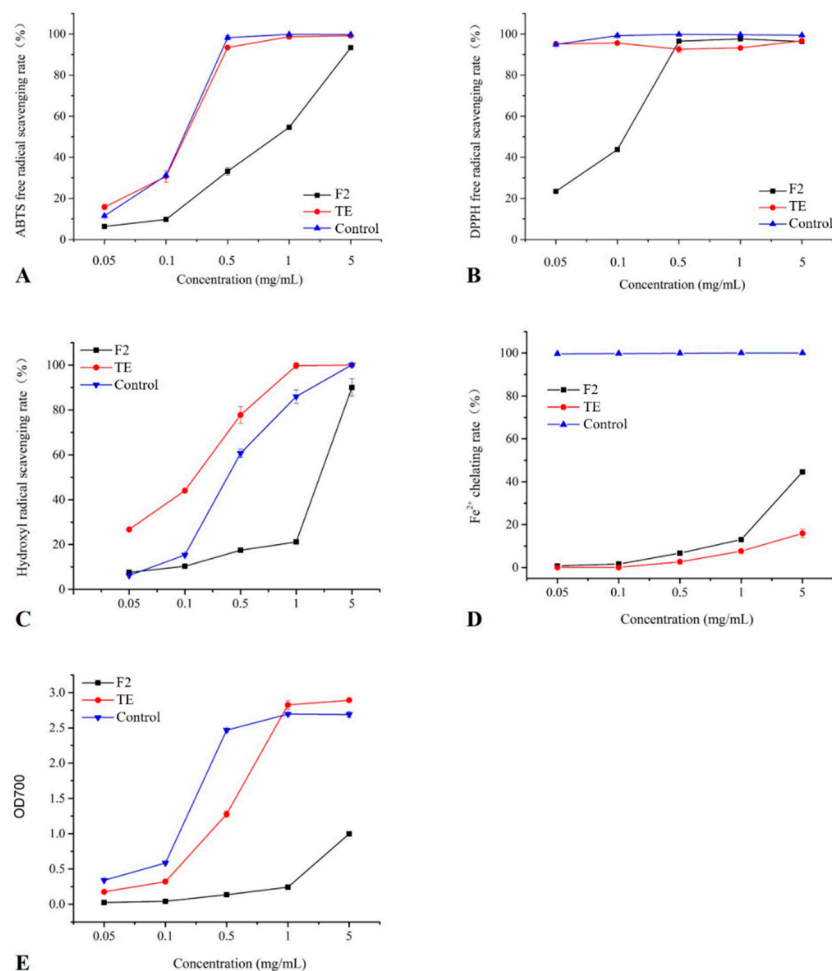 ABTS free radical scavenging rate (%)
100
80
60
40
20
0
F2
TE
Control
0.05 0.1 0.5 1 5
Concentration (mg/mL)
A
DPPH free radical scavenging rate (%)
100
80
60
40
20
0
F2
TE
Control
0.05 0.1 0.5 1 5
Concentration (mg/mL)
B
Hydroxyl radical scavenging rate (%)
F2
TE
Control
100
80
60
40
20
0
0.05 0.1 0.5 1 5
Concentration (mg/mL)
C
Fe²⁺ chelating rate (%)
100
80
60
40
20
0
F2
TE
Control
0.05 0.1 0.5 1 5
Concentration (mg/mL)
D
OD700
F2
TE
Control
3.0
2.5
2.0
1.5
1.0
0.5
0.0
0.05 0.1 0.5 1 5
Concentration (mg/mL)
E